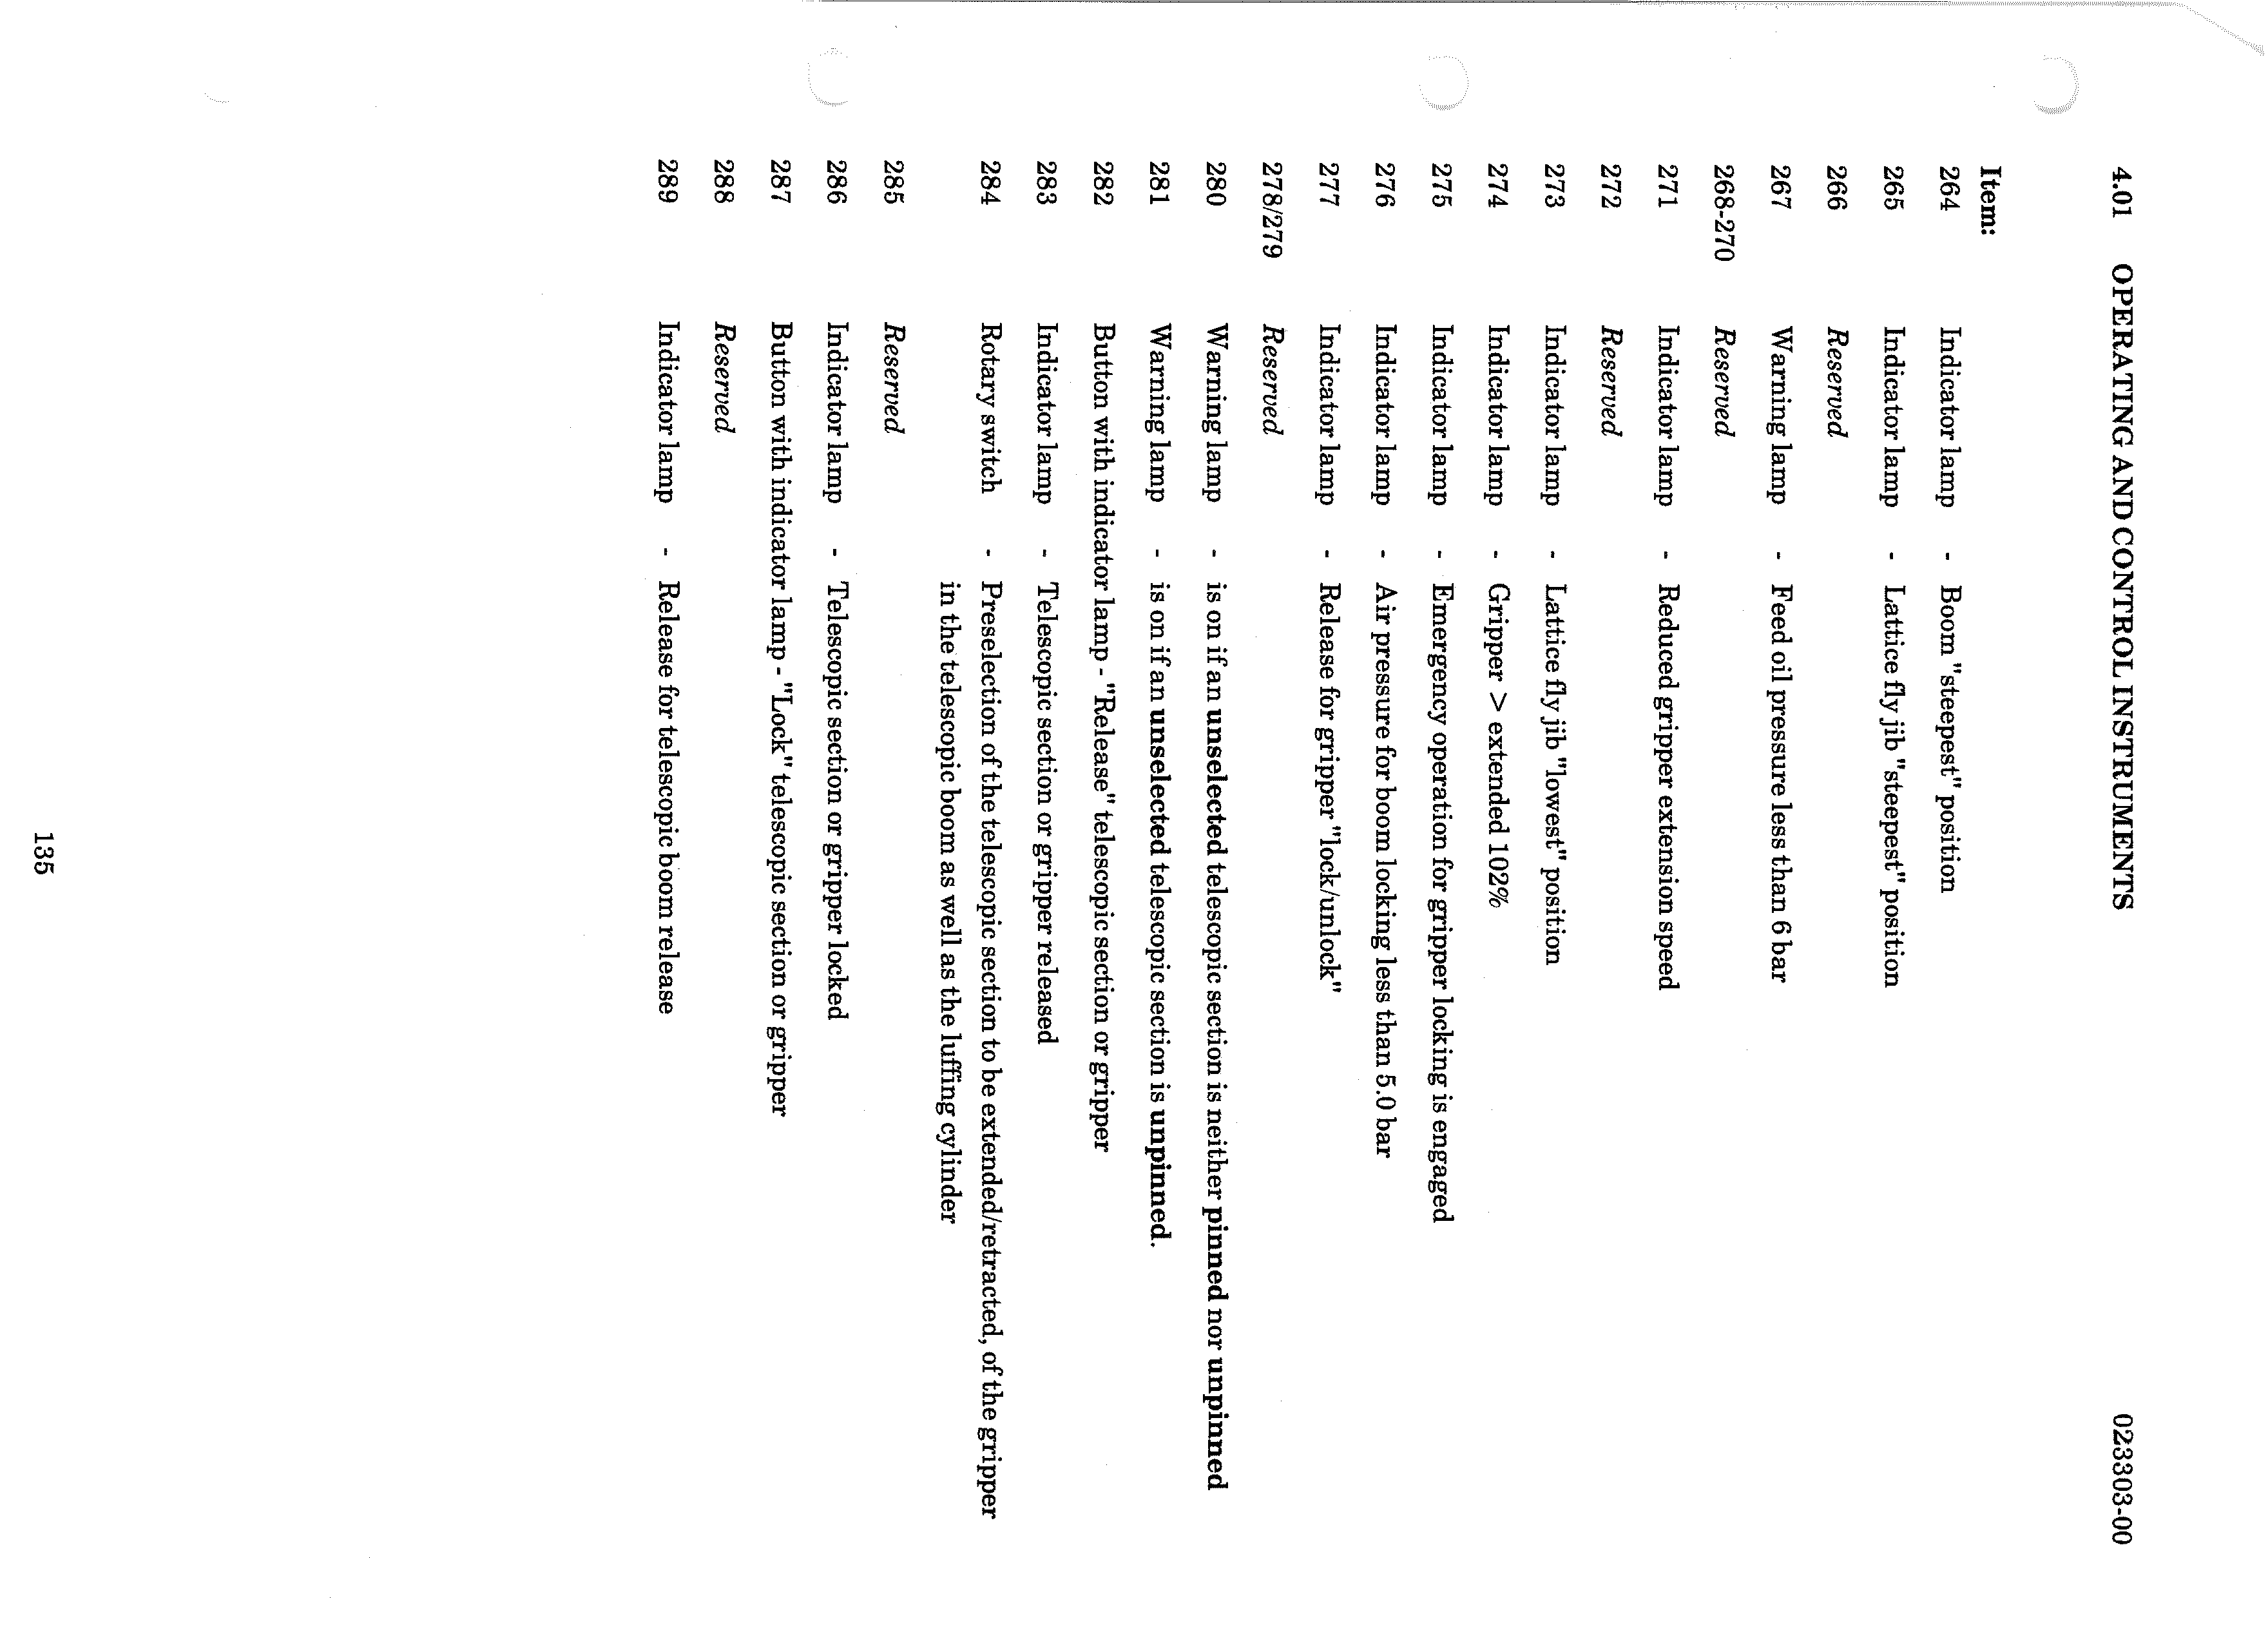 4.01 OPERATING AND CONTROL INSTRUMENTS 023303-00
Item:
264 Indicator lamp - Boom "steepest" position
265 Indicator lamp - Lattice fly jib "steepest" position
266 Reserved
267 Warning lamp - Feed oil pressure less than 6 bar
268-270 Reserved
271 Indicator lamp - Reduced gripper extension speed
272 Reserved
273 Indicator lamp - Lattice fly jib "lowest" position
274 Indicator lamp - Gripper > extended 102%
275 Indicator lamp - Emergency operation for gripper locking is engaged
276 Indicator lamp - Air pressure for boom locking less than 5.0 bar
277 Indicator lamp - Release for gripper "lock/unlock"
278/279 Reserved
280 Warning lamp - is on if an unselected telescopic section is neither pinned nor unpinned
281 Warning lamp - is on if an unselected telescopic section is unpinned.
282 Button with indicator lamp - "Release" telescopic section or gripper
283 Indicator lamp - Telescopic section or gripper released
284 Rotary switch - Preselection of the telescopic section to be extended/retracted, of the gripper
in the telescopic boom as well as the luffing cylinder
285 Reserved
286 Indicator lamp - Telescopic section or gripper locked
287 Button with indicator lamp - "Lock" telescopic section or gripper
288 Reserved
289 Indicator lamp - Release for telescopic boom release
135